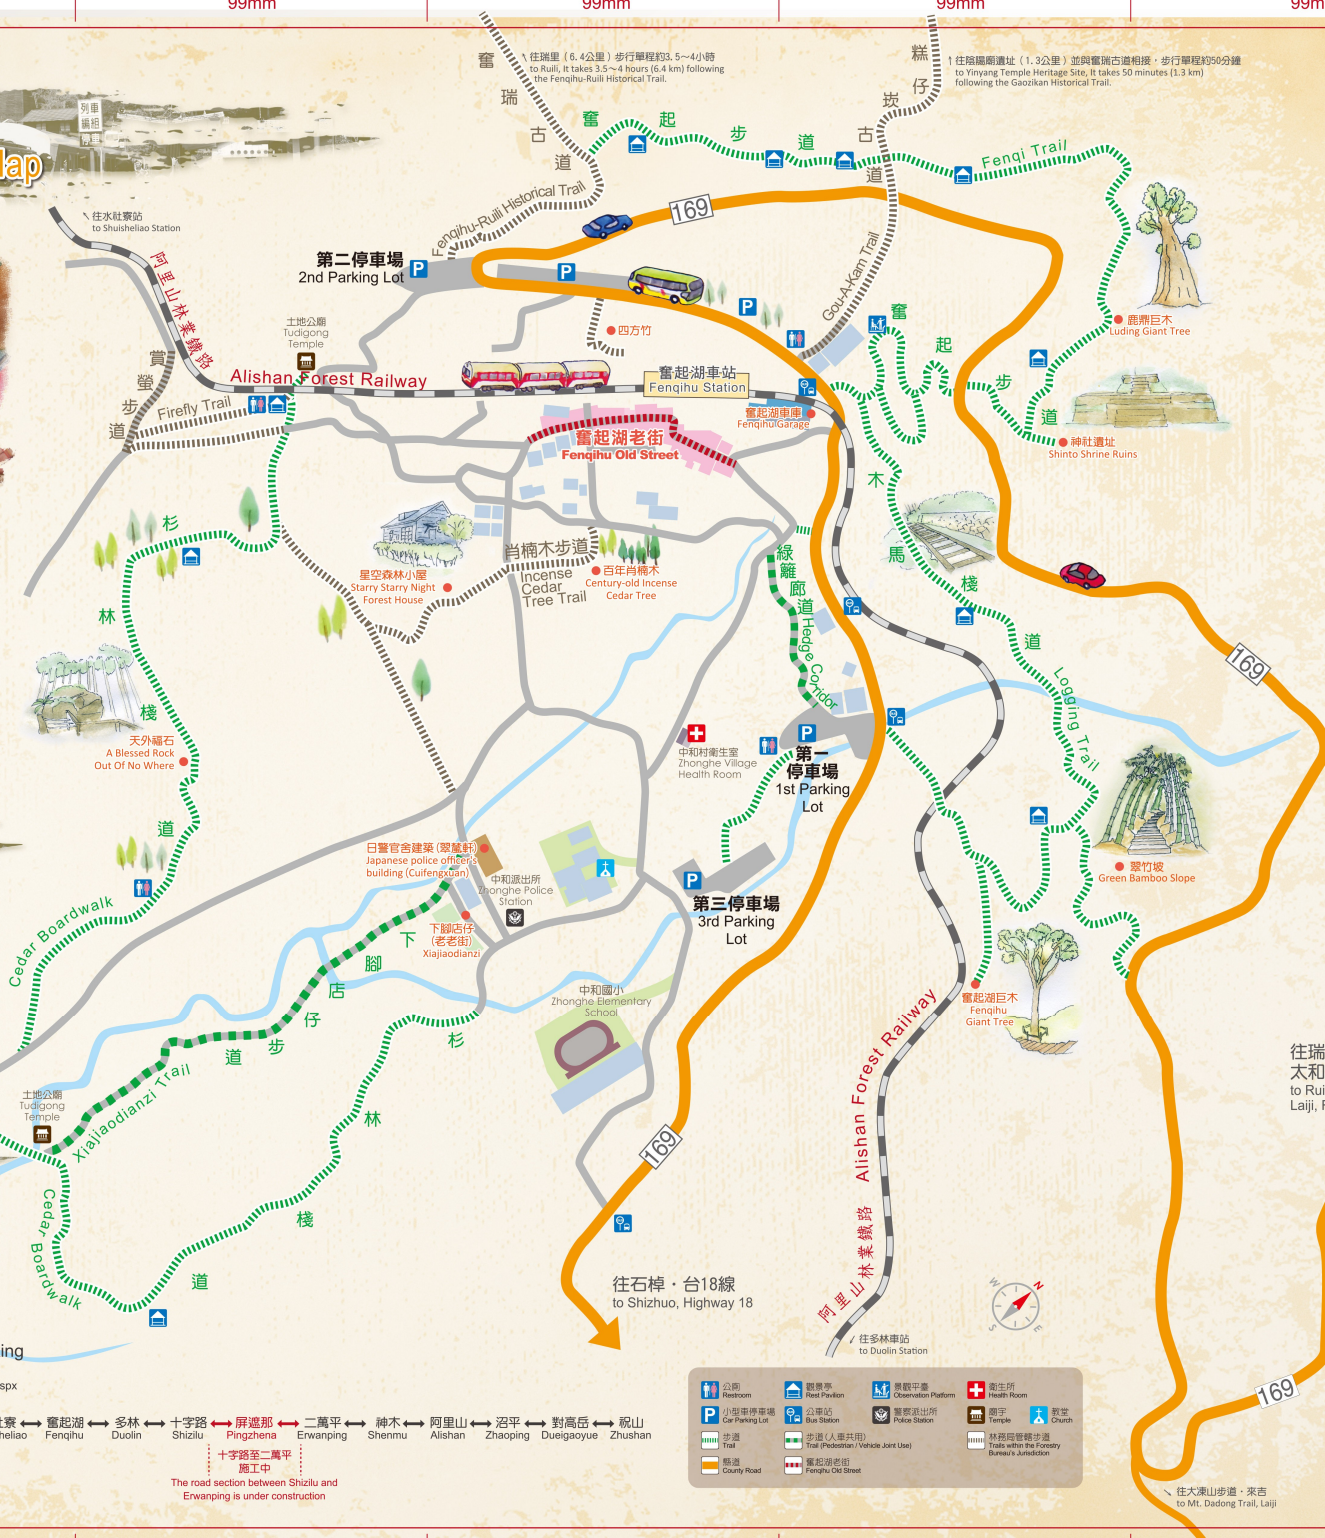 99mm
99mm
99mm
99m
奮瑞古道
↖往瑞里（6.4公里）步行單程約3.5～4小時
to Ruili, It takes 3.5～4 hours (6.4 km) following
the Fenqihu-Ruili Historical Trail.
糕仔崁古道
↑往陰陽廟遺址（1.3公里）並與奮瑞古道相接，步行單程約50分鐘
to Yinyang Temple Heritage Site, It takes 50 minutes (1.3 km)
following the Gaozikan Historical Trail.
列車
編組
停車
Map
奮起步道
Fenqi Trail
Fenqihu-Ruili Historical Trail
169
↖往水社寮站
to Shuisheliao Station
第二停車場
2nd Parking Lot
P
P
P
阿里山林業鐵路
土地公廟
Tudigong
Temple
四方竹
Gou-A-Kam Trail
奮起步道
鹿鼎巨木
Luding Giant Tree
賞螢步道
Firefly Trail
Alishan Forest Railway
奮起湖車站
Fenqihu Station
奮起湖車庫
Fenqihu Garage
奮起湖老街
Fenqihu Old Street
神社遺址
Shinto Shrine Ruins
杉林棧道
Cedar Boardwalk
星空森林小屋
Starry Starry Night
Forest House
肖楠木步道
Incense
Cedar
Tree Trail
百年肖楠木
Century-old Incense
Cedar Tree
綠籬廊道
Hedge Corridor
木馬棧道
Logging Trail
169
天外福石
A Blessed Rock
Out Of No Where
中和村衛生室
Zhonghe Village
Health Room
P
第一
停車場
1st Parking
Lot
日警官舍建築（翠釐軒）
Japanese police officer's
building (Cuifengxuan)
中和派出所
Zhonghe Police
Station
P
第三停車場
3rd Parking
Lot
翠竹坡
Green Bamboo Slope
下腳店仔
(老老街)
Xiajiaodianzi
下腳店仔步道
Xiajiaodianzi Trail
中和國小
Zhonghe Elementary
School
奮起湖巨木
Fenqihu
Giant Tree
Alishan Forest Railway
阿里山林業鐵路
往瑞
太和
to Rui
Laiji, F
土地公廟
Tudigong
Temple
杉林棧道
Cedar Boardwalk
169
往石棹．台18線
to Shizhuo, Highway 18
W
N
S
E
↙往多林車站
to Duolin Station
ing
spx
公廁
Restroom
觀景亭
Rest Pavilion
景觀平臺
Observation Platform
衛生所
Health Room
P
小型車停車場
Car Parking Lot
公車站
Bus Station
警察派出所
Police Station
廟宇
Temple
教堂
Church
步道
Trail
步道(人車共用)
Trail (Pedestrian / Vehicle Joint Use)
林務局管轄步道
Trails within the Forestry
Bureau's Jurisdiction
縣道
County Road
奮起湖老街
Fenqihu Old Street
169
寮 ↔ 奮起湖 ↔ 多林 ↔ 十字路 ↔ 屏遮那 ↔ 二萬平 ↔ 神木 ↔ 阿里山 ↔ 沼平 ↔ 對高岳 ↔ 祝山
heliao Fenqihu Duolin Shizilu Pingzhena Erwanping Shenmu Alishan Zhaoping Dueigaoyue Zhushan
十字路至二萬平
施工中
The road section between Shizilu and
Erwanping is under construction
↘往大凍山步道．來吉
to Mt. Dadong Trail, Laiji